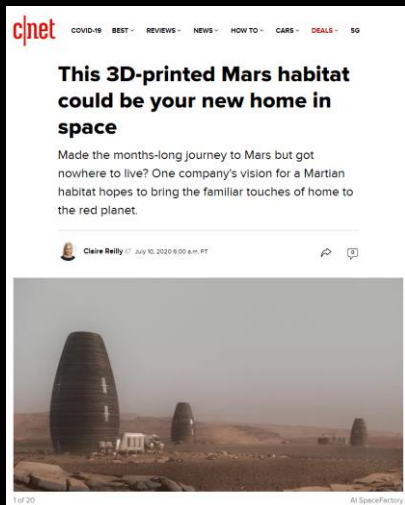 c|net COVID-19 BEST REVIEWS NEWS HOW TO CARS DEALS 5G
This 3D-printed Mars habitat
could be your new home in
space
Made the months-long journey to Mars but got
nowhere to live? One company's vision for a Martian
habitat hopes to bring the familiar touches of home to
the red planet.
Claire Reilly July 10, 2020 6:00 a.m. PT
0
1 of 20 AI SpaceFactory